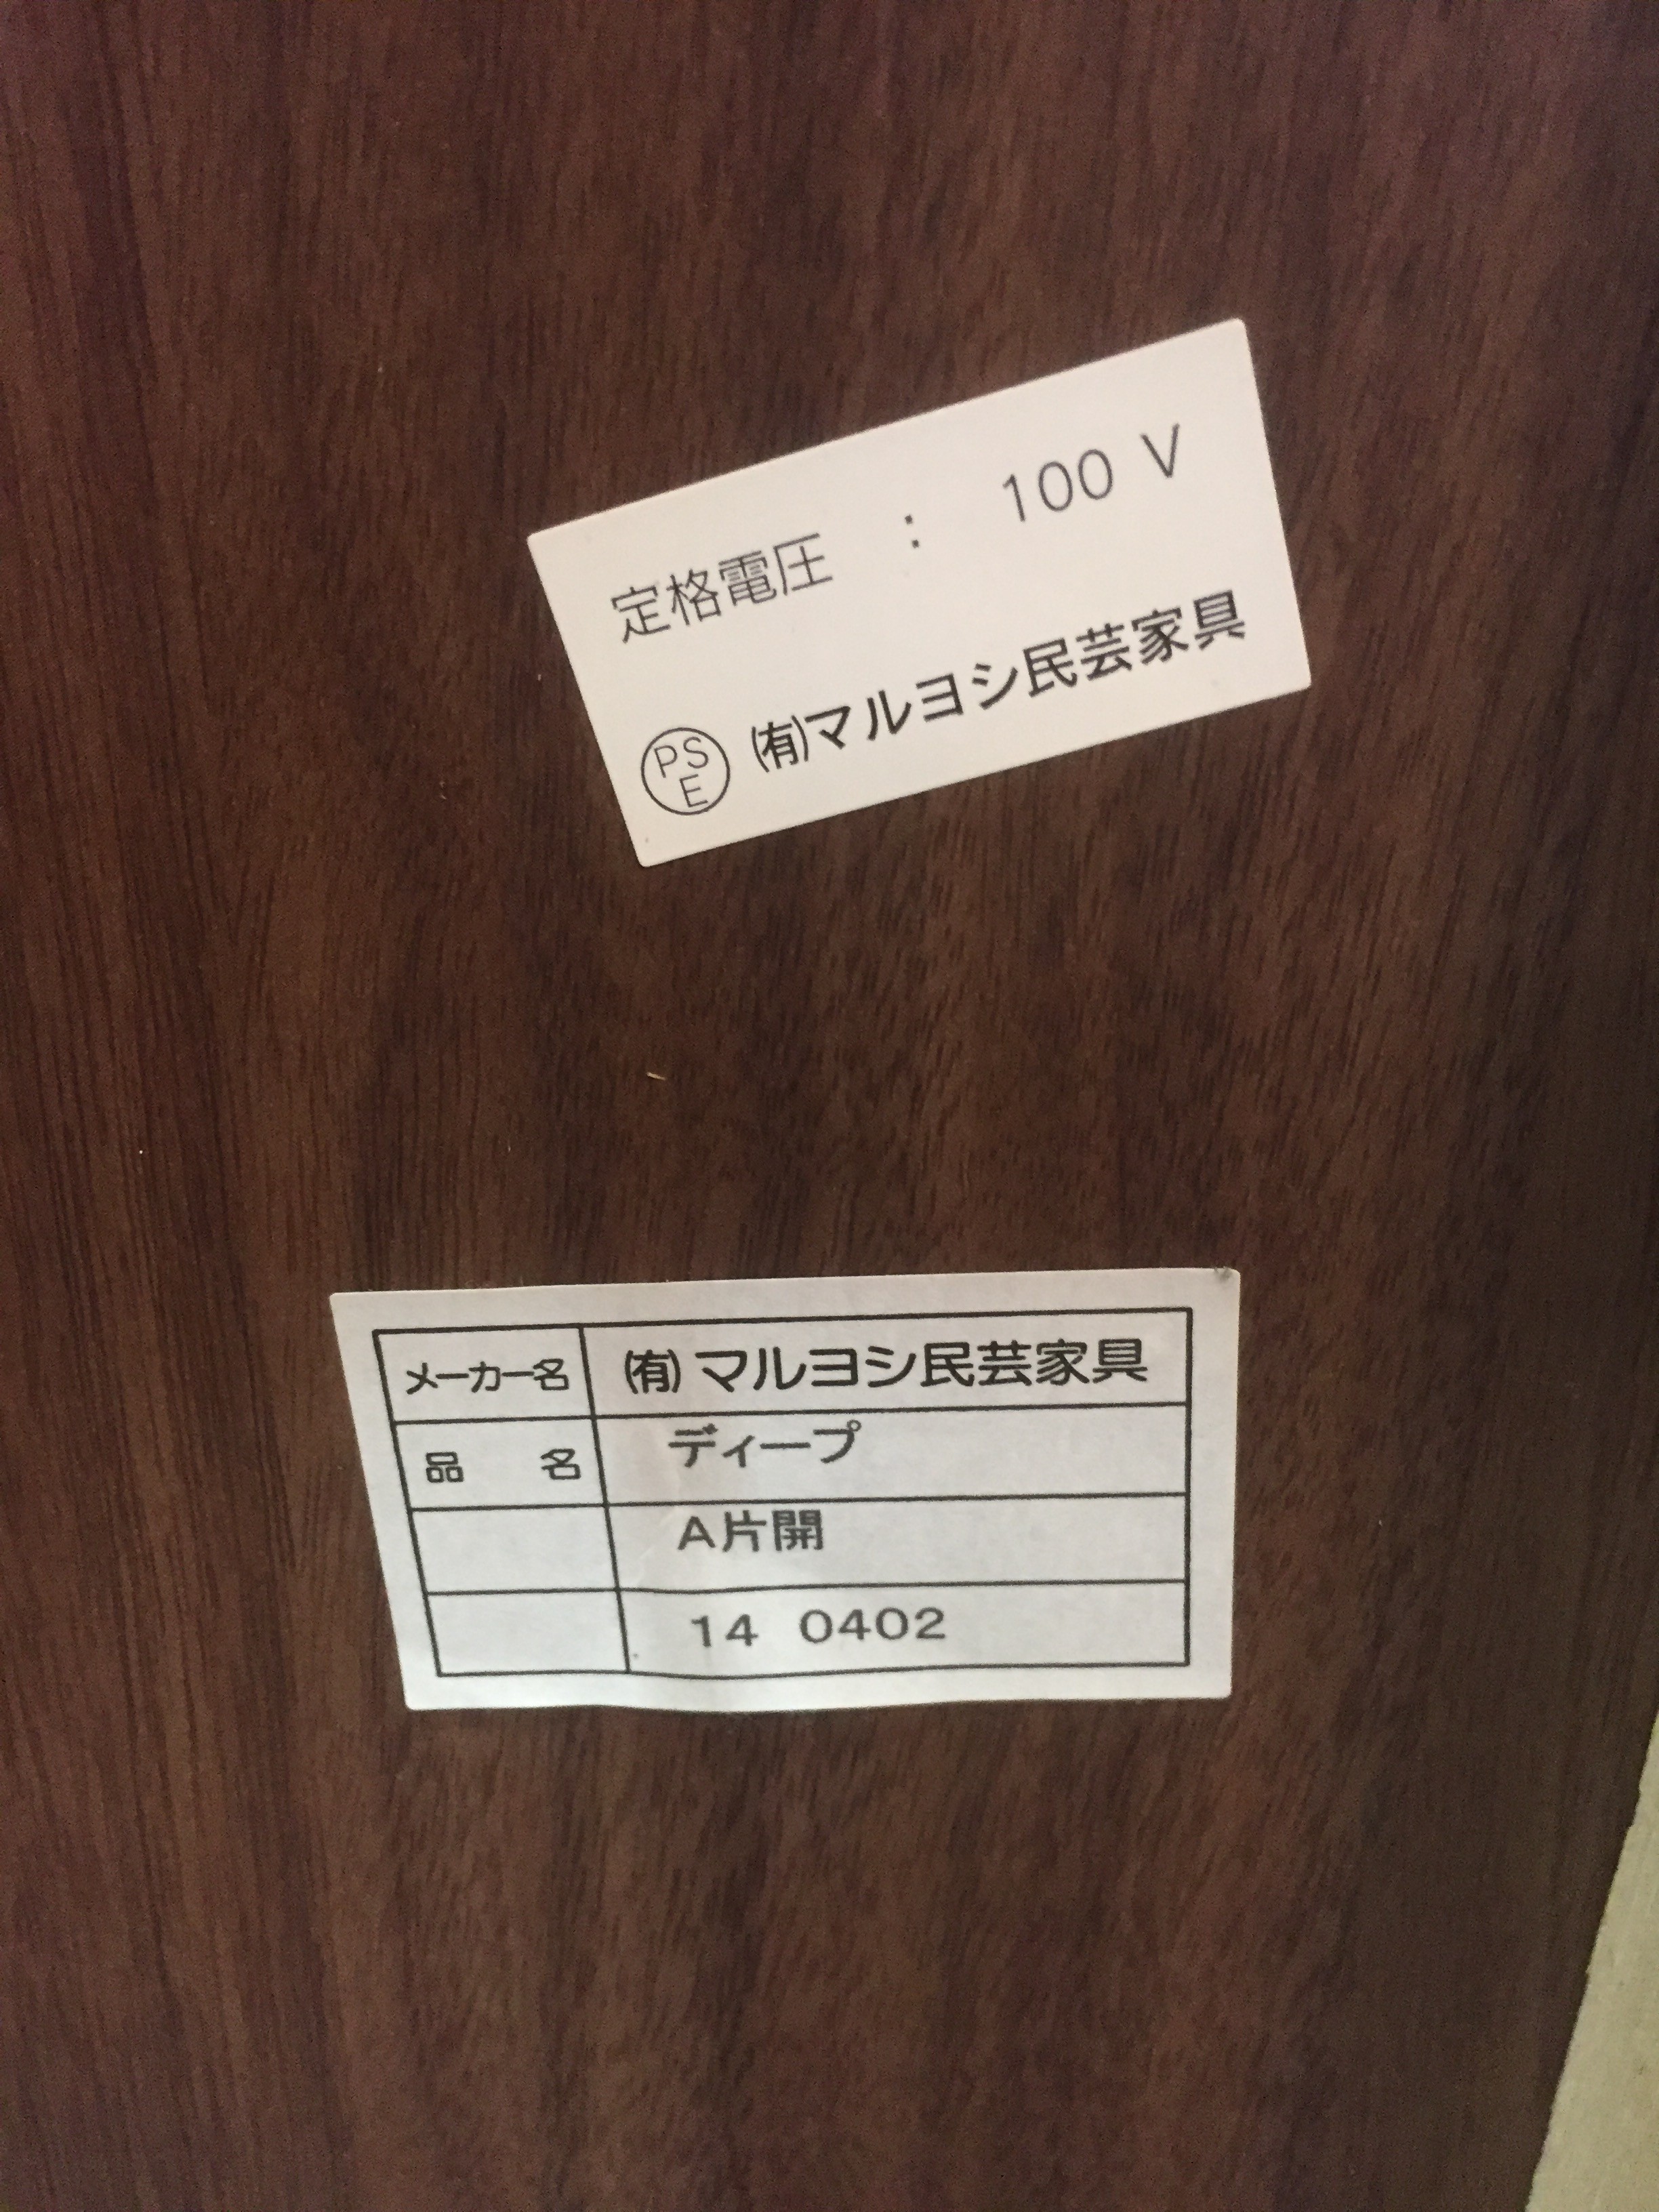 定格電圧 : 100 V
PSE ㈲マルヨシ民芸家具
メーカー名 ㈲マルヨシ民芸家具
品 名 ディープ
A片開
14 0402